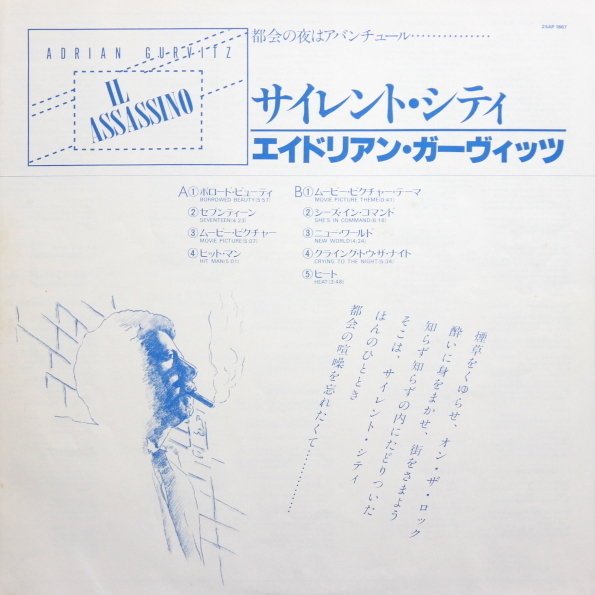 25AP 1867
都会の夜はアバンチュール……………
ADRIAN GURVITZ
IL
ASSASSINO
サイレント・シティ
エイドリアン・ガーヴィッツ
A①ボロード・ビューティ
BORROWED BEAUTY(5:57)
②セブンティーン
SEVENTEEN(4:23)
③ムービー・ピクチャー
MOVIE PICTURE(5:07)
④ヒット・マン
HIT MAN(5:01)
B①ムービー・ピクチャー・テーマ
MOVIE PICTURE THEME(0:41)
②シーズ・イン・コマンド
SHE'S IN COMMAND(6:18)
③ニュー・ワールド
NEW WORLD(4:24)
④クライング・トゥ・ザ・ナイト
CRYING TO THE NIGHT(5:34)
⑤ヒート
HEAT(3:48)
煙草をくゆらせ、オン・ザ・ロック
酔いに身をまかせ、街をさまよう
知らず知らずの内にたどりついた
そこは、サイレント・シティ
ほんのひととき
都会の喧噪を忘れたくて…………